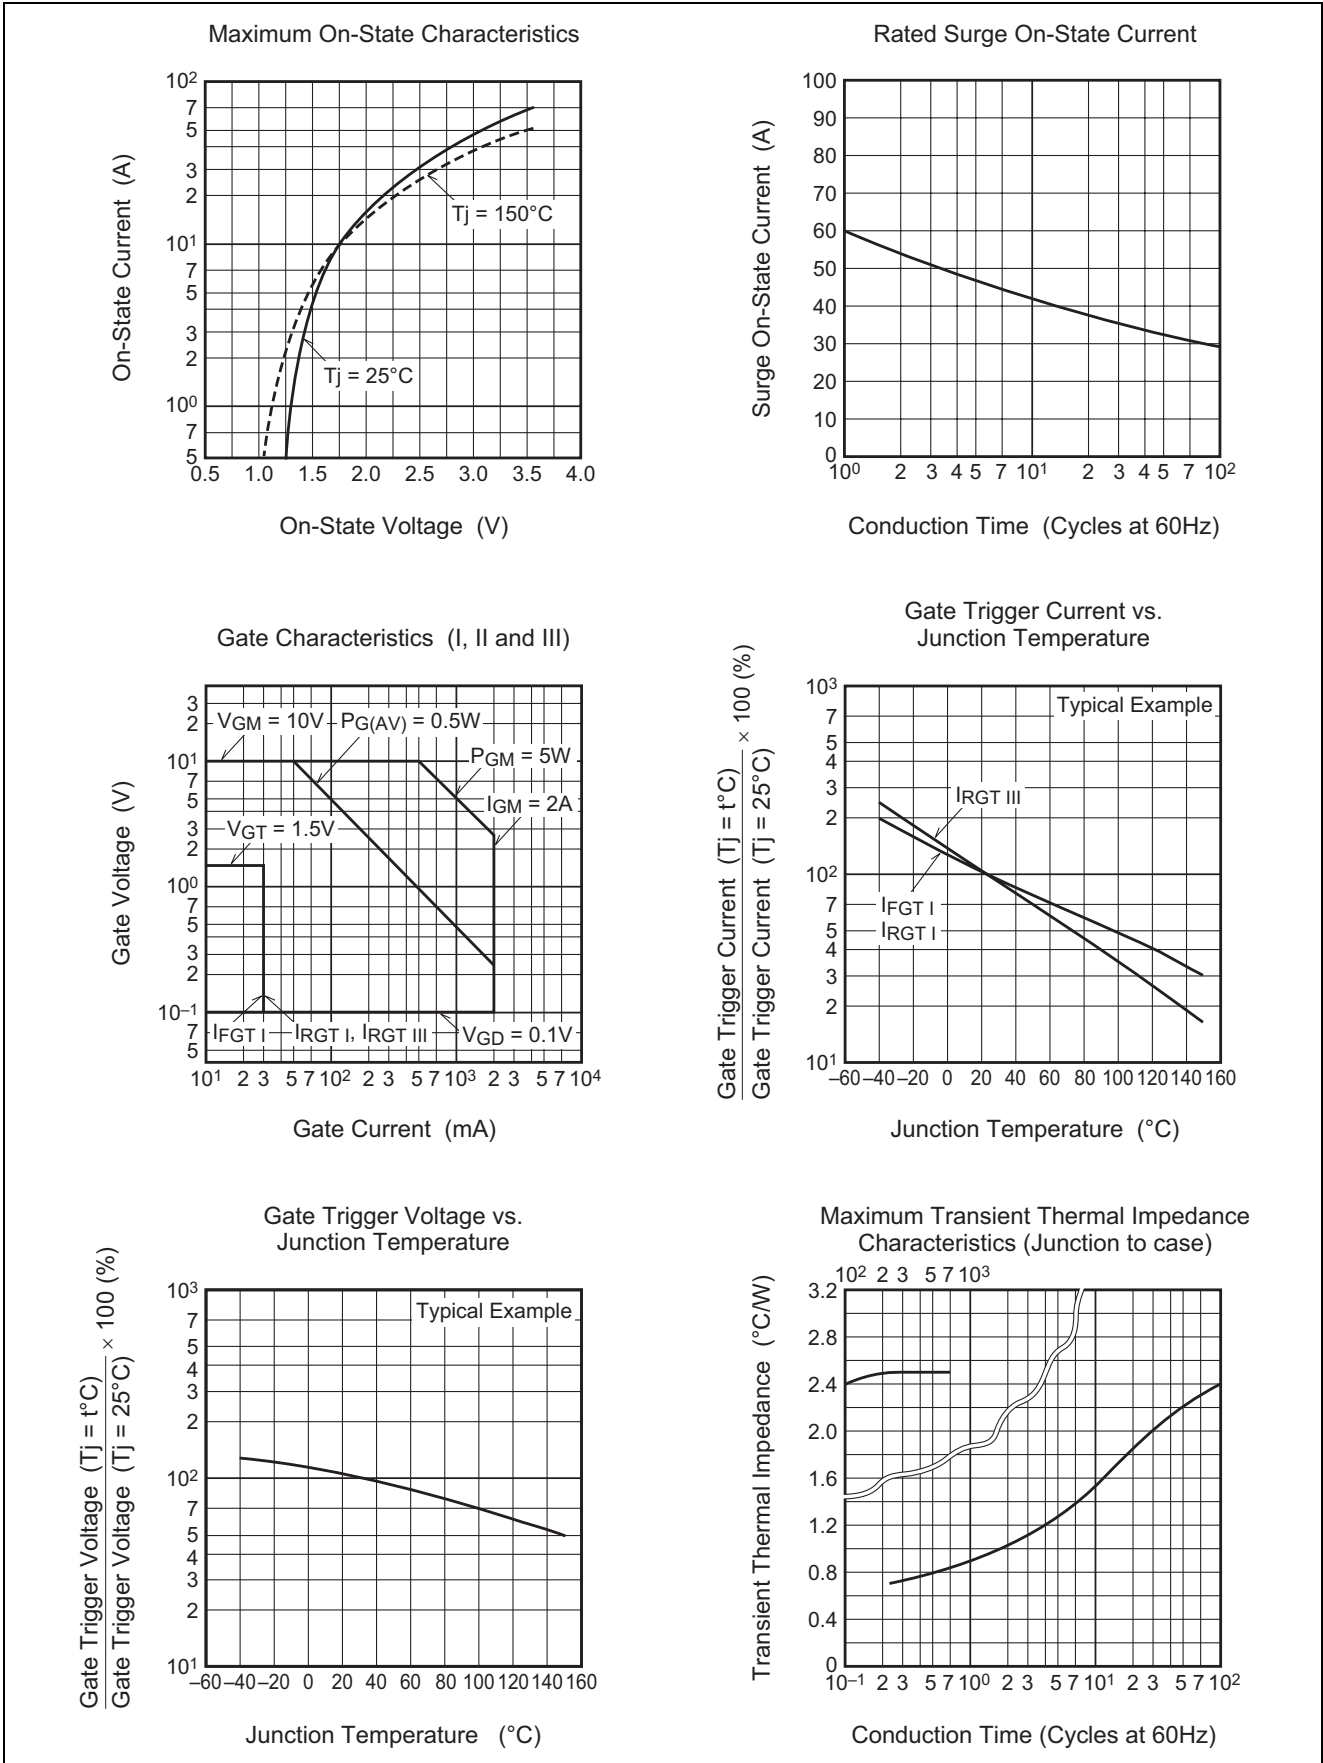 Maximum On-State Characteristics
On-State Current (A)
10² 7 5 3 2 10¹ 7 5 3 2 10⁰ 7 5
Tj = 150°C
Tj = 25°C
0.5 1.0 1.5 2.0 2.5 3.0 3.5 4.0
On-State Voltage (V)
Rated Surge On-State Current
Surge On-State Current (A)
100 90 80 70 60 50 40 30 20 10 0
10⁰ 2 3 4 5 7 10¹ 2 3 4 5 7 10²
Conduction Time (Cycles at 60Hz)
Gate Characteristics (I, II and III)
Gate Voltage (V)
3 2 10¹ 7 5 3 2 10⁰ 7 5 3 2 10⁻¹ 7 5
VGM = 10V
PG(AV) = 0.5W
PGM = 5W
IGM = 2A
VGT = 1.5V
IFGT I
IRGT I, IRGT III
VGD = 0.1V
10¹ 2 3 5 7 10² 2 3 5 7 10³ 2 3 5 7 10⁴
Gate Current (mA)
Gate Trigger Current vs.
Junction Temperature
Gate Trigger Current (Tj = t°C)
Gate Trigger Current (Tj = 25°C)
× 100 (%)
10³ 7 5 4 3 2 10² 7 5 4 3 2 10¹
Typical Example
IRGT III
IFGT I
IRGT I
–60 –40 –20 0 20 40 60 80 100 120 140 160
Junction Temperature (°C)
Gate Trigger Voltage vs.
Junction Temperature
Gate Trigger Voltage (Tj = t°C)
Gate Trigger Voltage (Tj = 25°C)
× 100 (%)
10³ 7 5 4 3 2 10² 7 5 4 3 2 10¹
Typical Example
–60 –40 –20 0 20 40 60 80 100 120 140 160
Junction Temperature (°C)
Maximum Transient Thermal Impedance
Characteristics (Junction to case)
10² 2 3 5 7 10³
Transient Thermal Impedance (°C/W)
3.2 2.8 2.4 2.0 1.6 1.2 0.8 0.4 0
10⁻¹ 2 3 5 7 10⁰ 2 3 5 7 10¹ 2 3 5 7 10²
Conduction Time (Cycles at 60Hz)